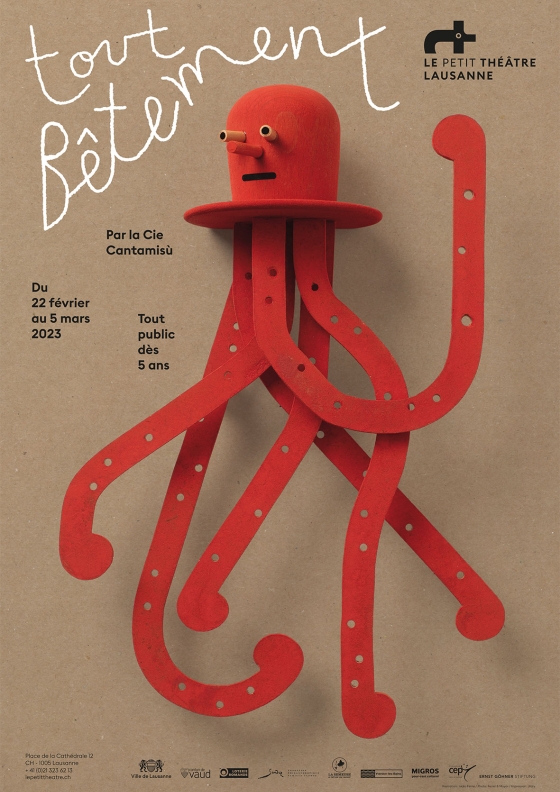 tout
Bêtement
LE PETIT THÉÂTRE
LAUSANNE
Par la Cie
Cantamisù
Du
22 février
au 5 mars
2023
Tout
public
dès
5 ans
Place de la Cathédrale 12
CH - 1005 Lausanne
+ 41 (0)21 323 62 13
lepetittheatre.ch
Ville de Lausanne
vaud
MIGROS
cep
ERNST GÖHNER STIFTUNG